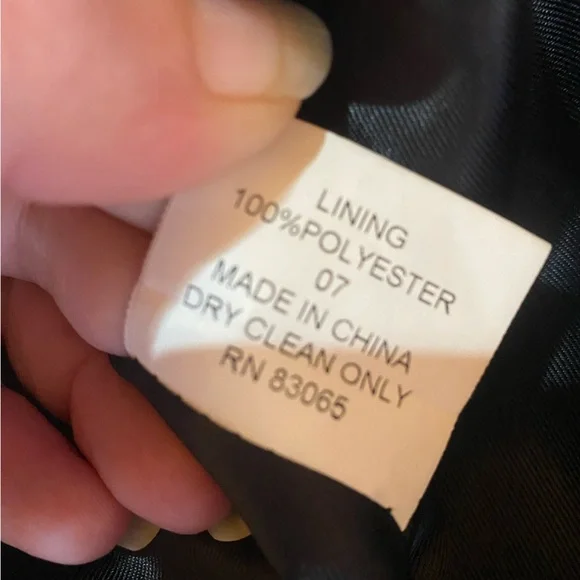 LINING
100%POLYESTER
07
MADE IN CHINA
DRY CLEAN ONLY
RN 83065